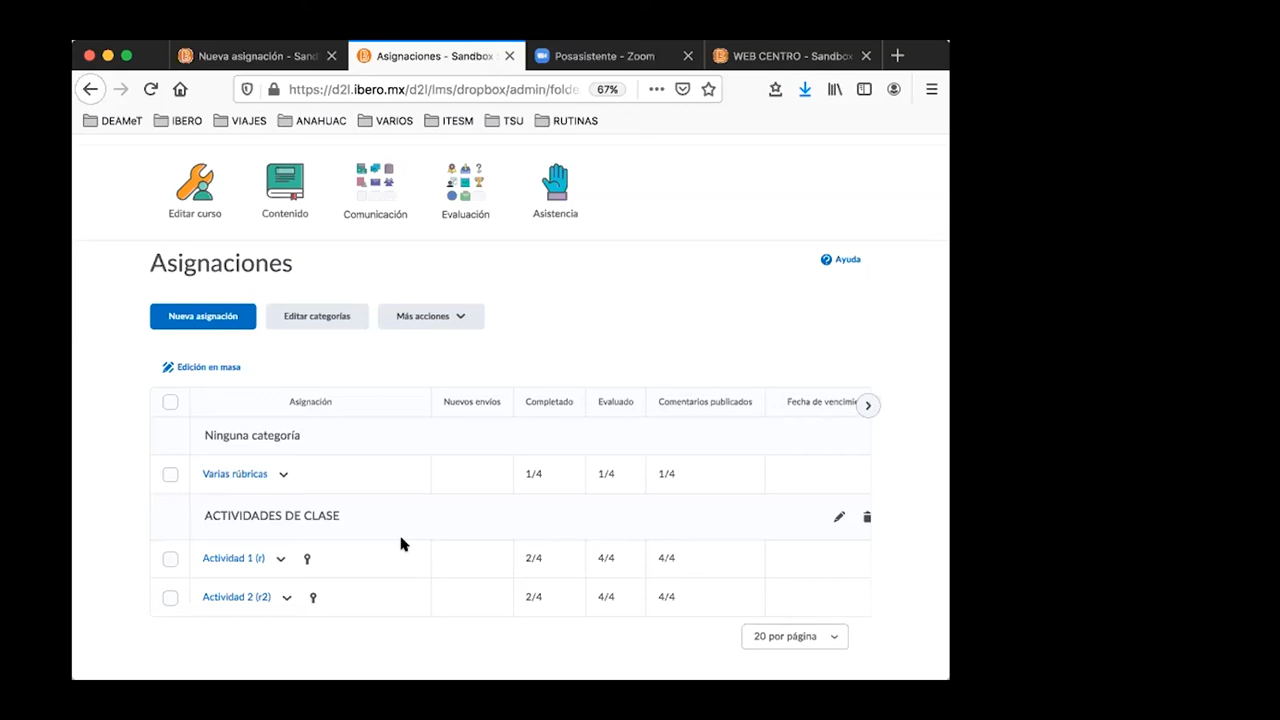 Nueva asignación - Sand
Asignaciones - Sandbox
Posasistente - Zoom
WEB CENTRO - Sandbox
https://d2l.ibero.mx/d2l/lms/dropbox/admin/folde
67%
DEAMeT
IBERO
VIAJES
ANAHUAC
VARIOS
ITESM
TSU
RUTINAS
Editar curso
Contenido
Comunicación
Evaluación
Asistencia
Asignaciones
Ayuda
Nueva asignación
Editar categorías
Más acciones
Edición en masa
Asignación Nuevos envíos Completado Evaluado Comentarios publicados Fecha de vencimie
Ninguna categoría
Varias rúbricas 1/4 1/4 1/4
ACTIVIDADES DE CLASE
Actividad 1 (r) 2/4 4/4 4/4
Actividad 2 (r2) 2/4 4/4 4/4
20 por página